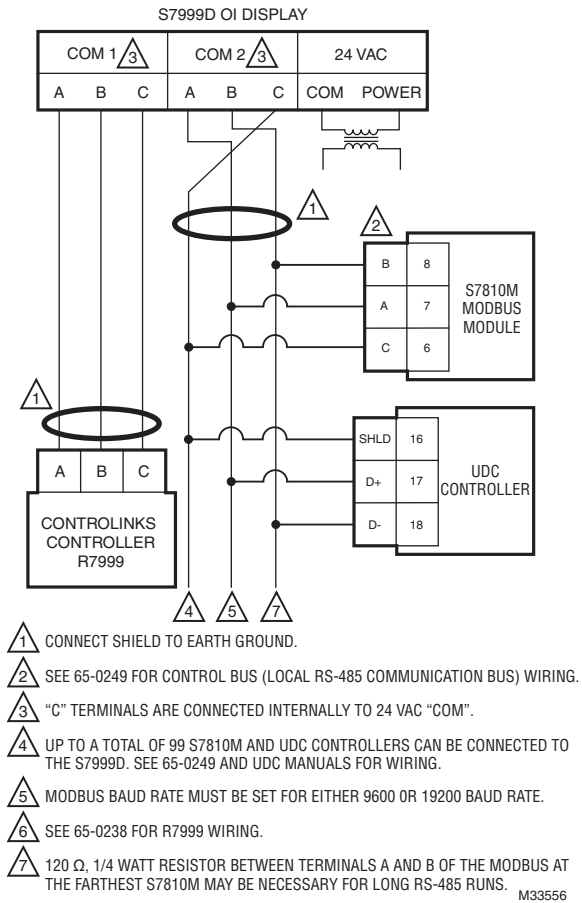 S7999D OI DISPLAY
COM 1 3 COM 2 3 24 VAC
A B C A B C COM POWER
1
2
B 8
A 7
C 6
S7810M
MODBUS
MODULE
1
A B C
CONTROLINKS
CONTROLLER
R7999
SHLD 16
D+ 17
D- 18
UDC
CONTROLLER
4 5 7
1 CONNECT SHIELD TO EARTH GROUND.
2 SEE 65-0249 FOR CONTROL BUS (LOCAL RS-485 COMMUNICATION BUS) WIRING.
3 “C” TERMINALS ARE CONNECTED INTERNALLY TO 24 VAC “COM”.
4 UP TO A TOTAL OF 99 S7810M AND UDC CONTROLLERS CAN BE CONNECTED TO
THE S7999D. SEE 65-0249 AND UDC MANUALS FOR WIRING.
5 MODBUS BAUD RATE MUST BE SET FOR EITHER 9600 0R 19200 BAUD RATE.
6 SEE 65-0238 FOR R7999 WIRING.
7 120 Ω, 1/4 WATT RESISTOR BETWEEN TERMINALS A AND B OF THE MODBUS AT
THE FARTHEST S7810M MAY BE NECESSARY FOR LONG RS-485 RUNS.
M33556